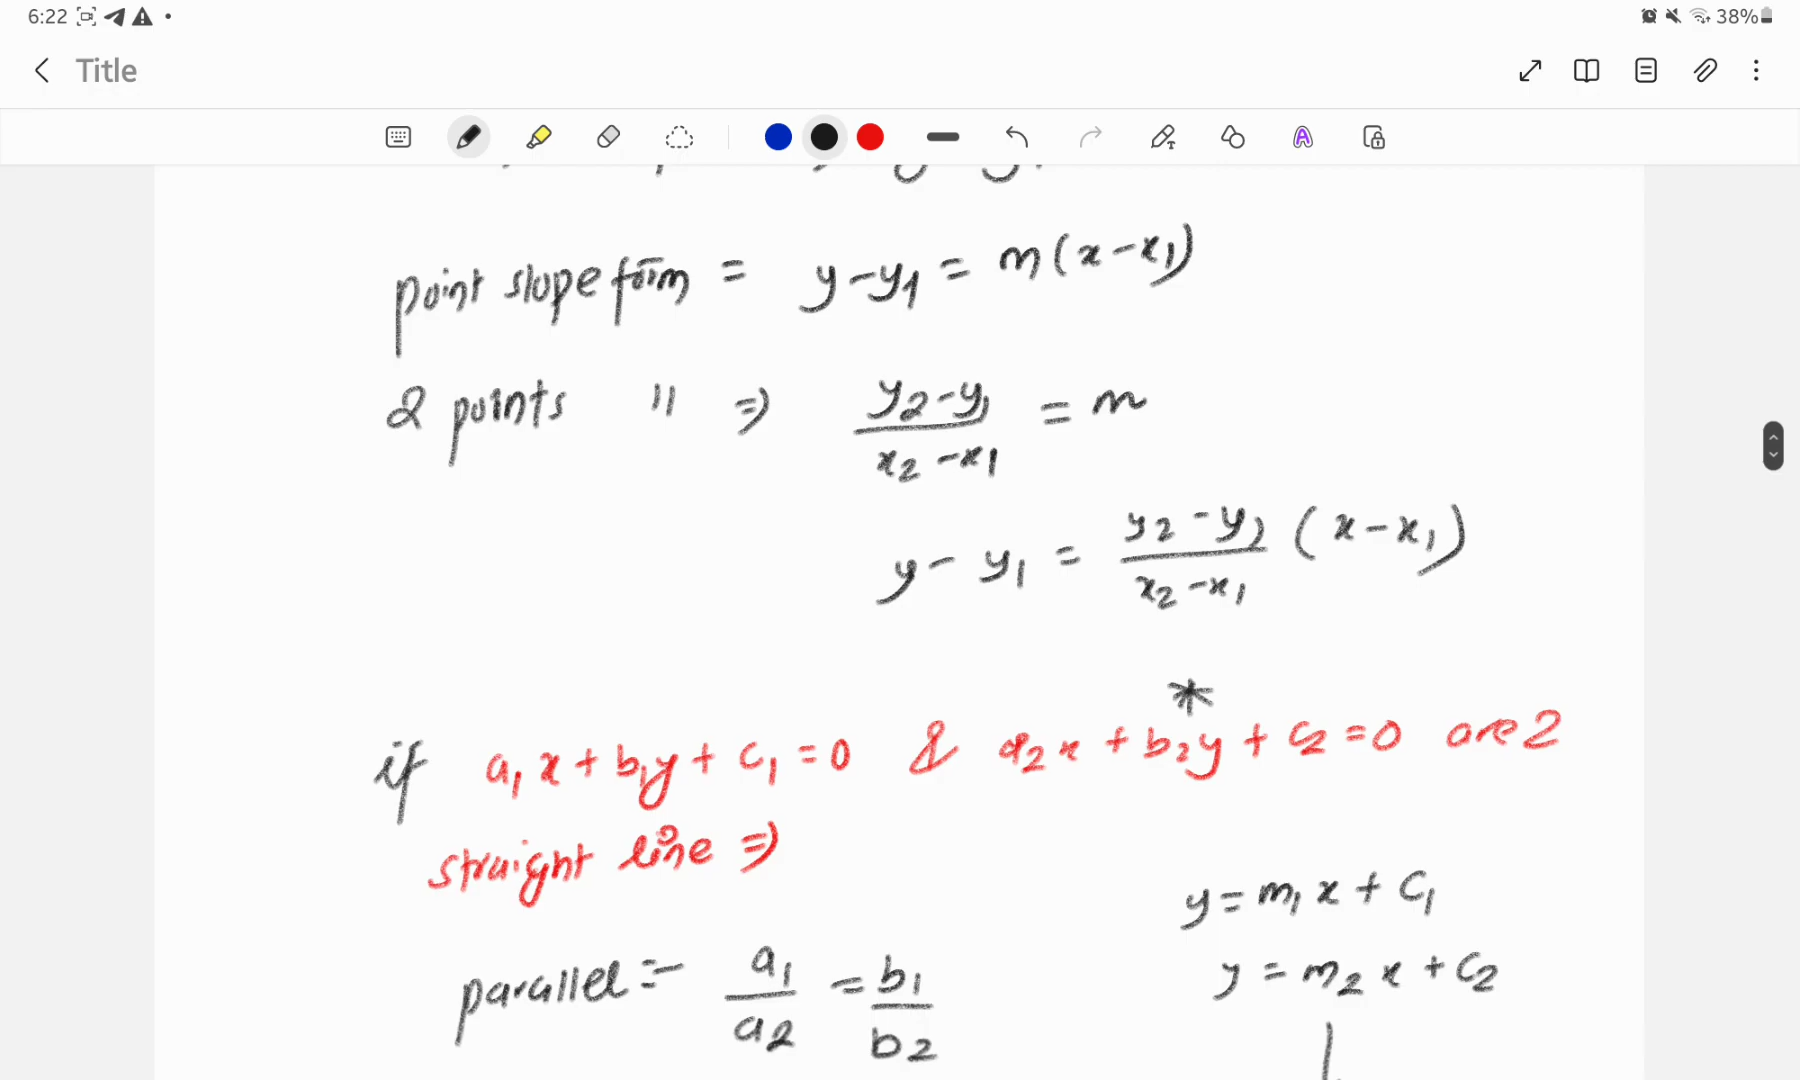 6:22
38%
Title
point slope form = y-y₁ = m(x-x₁)
2 points " ⇒ y₂-y₁/x₂-x₁ = m
y - y₁ = y₂-y₂/x₂-x₁ (x-x₁)
*
if a₁x + b₁y + c₁ = 0 & a₂x + b₂y + c₂ = 0 are 2
straight line ⇒
y = m₁x + c₁
y = m₂x + c₂
parallel :- a₁/a₂ = b₁/b₂